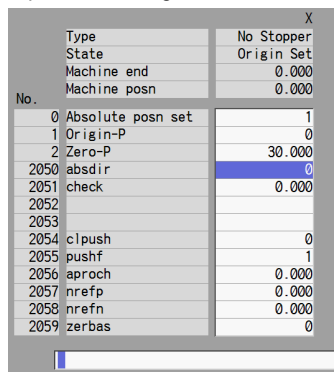 X
Type No Stopper
State Origin Set
Machine end 0.000
Machine posn 0.000
No.
0 Absolute posn set 1
1 Origin-P 0
2 Zero-P 30.000
2050 absdir 0
2051 check 0.000
2052
2053
2054 clpush 0
2055 pushf 1
2056 aproch 0.000
2057 nrefp 0.000
2058 nrefn 0.000
2059 zerbas 0